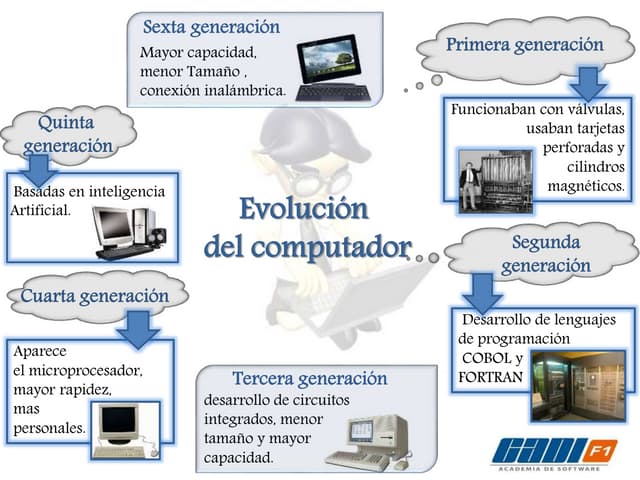 Sexta generación
Mayor capacidad,
menor Tamaño ,
conexión inalámbrica.
Primera generación
Funcionaban con válvulas,
usaban tarjetas
perforadas y
cilindros
magnéticos.
Quinta
generación
Basadas en inteligencia
Artificial.
Evolución
del computador
Segunda
generación
Desarrollo de lenguajes
de programación
COBOL y
FORTRAN
Cuarta generación
Aparece
el microprocesador,
mayor rapidez,
mas
personales.
Tercera generación
desarrollo de circuitos
integrados, menor
tamaño y mayor
capacidad.
CADI F1
ACADEMIA DE SOFTWARE